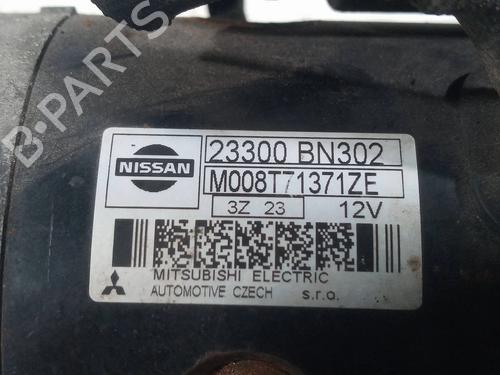 B-PARTS
NISSAN
23300 BN302
M008T71371ZE
3Z 23 12V
MITSUBISHI ELECTRIC
AUTOMOTIVE CZECH s.r.o.